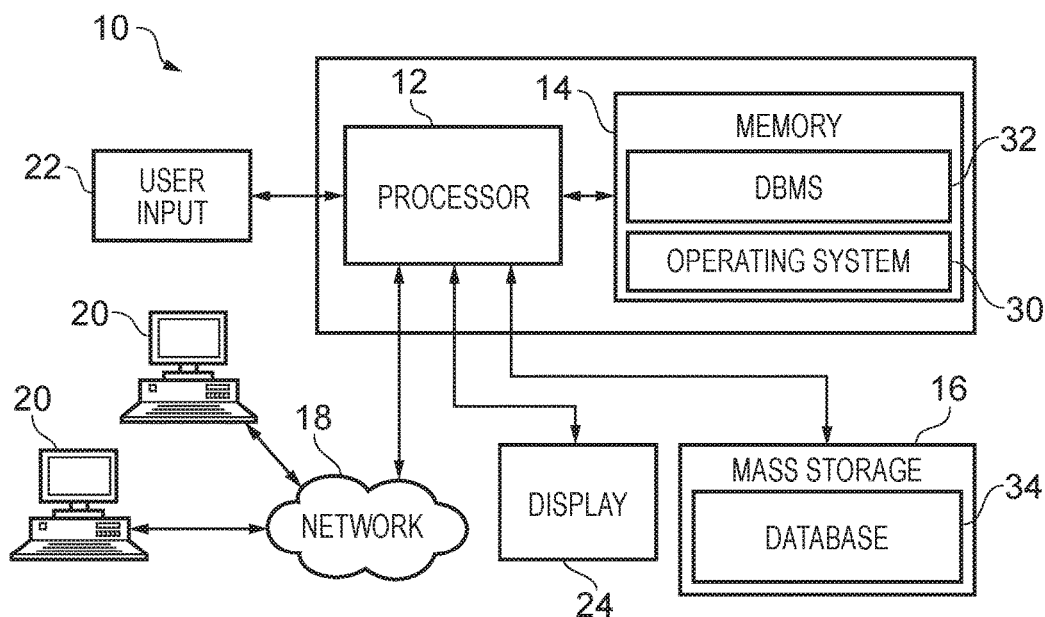 10
12
14
MEMORY
32
22
USER
INPUT
PROCESSOR
DBMS
OPERATING SYSTEM
30
20
20
18
16
NETWORK
DISPLAY
MASS STORAGE
34
DATABASE
24